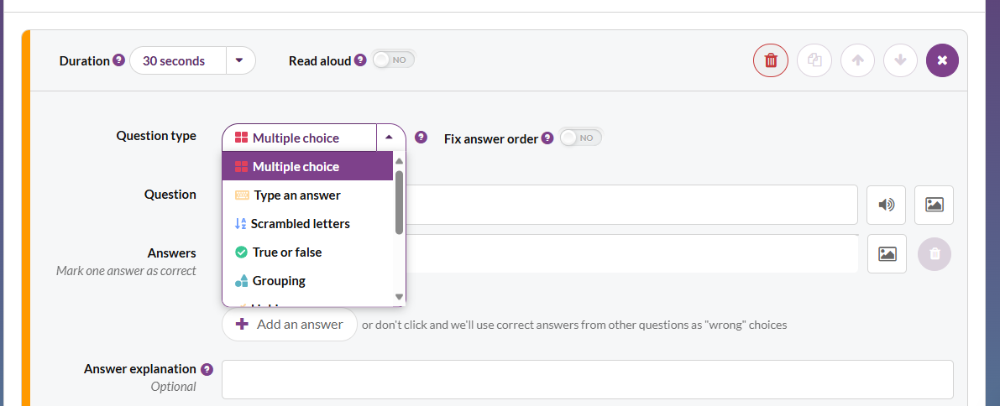 Duration ? 30 seconds Read aloud ? NO
Question type Multiple choice ? Fix answer order ? NO
Multiple choice
Type an answer
Scrambled letters
True or false
Grouping
Question
Answers
Mark one answer as correct
Add an answer or don't click and we'll use correct answers from other questions as "wrong" choices
Answer explanation ?
Optional